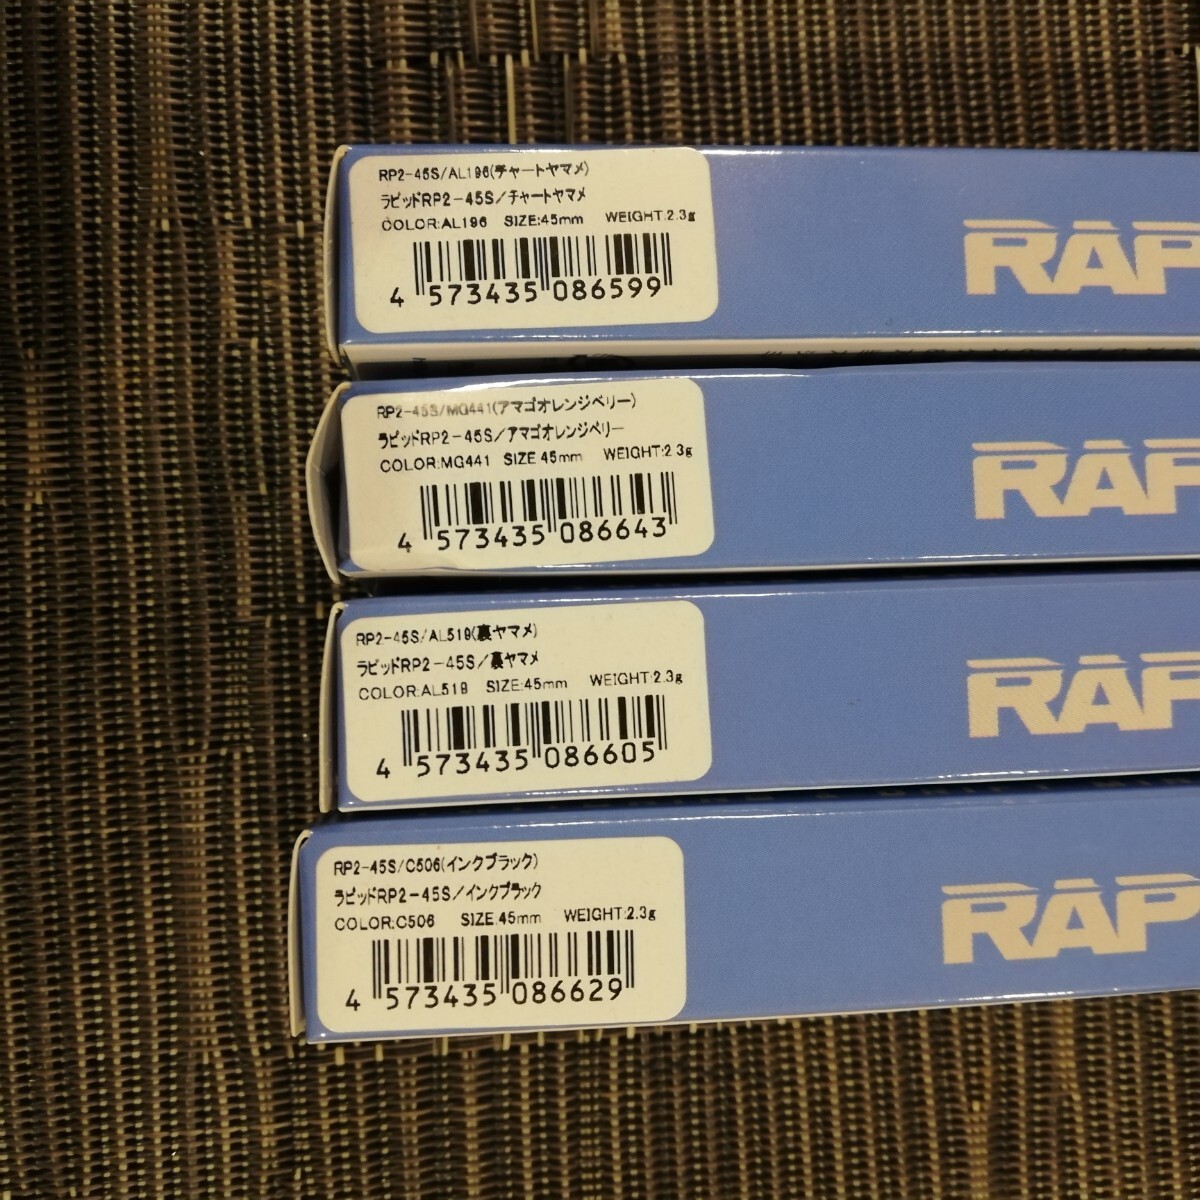 RP2-45S/AL196(チャートヤマメ)
ラピッドRP2-45S/チャートヤマメ
COLOR:AL196 SIZE:45mm WEIGHT:2.3g
4 573435 086599
RAP
RP2-45S/MG441(アマゴオレンジベリー)
ラピッドRP2-45S/アマゴオレンジベリー
COLOR:MG441 SIZE 45mm WEIGHT:2.3g
4 573435 086643
RAP
RP2-45S/AL519(裏ヤマメ)
ラピッドRP2-45S/裏ヤマメ
COLOR:AL519 SIZE:45mm WEIGHT:2.3g
4 573435 086605
RAP
RP2-45S/C506(インクブラック)
ラピッドRP2-45S/インクブラック
COLOR:C506 SIZE:45mm WEIGHT:2.3g
4 573435 086629
RAP